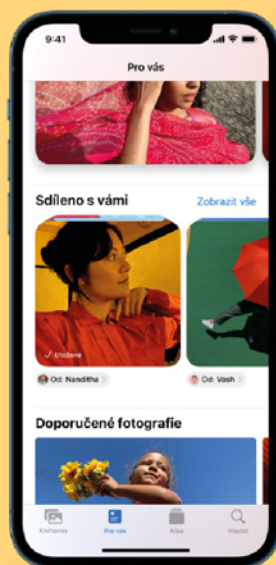 9:41
Pro vás
Sdíleno s vámi
Zobrazit vše
Uloženo
Od: Nanditha
Od: Vash
Doporučené fotografie
Knihovna
Pro vás
Alba
Hledat